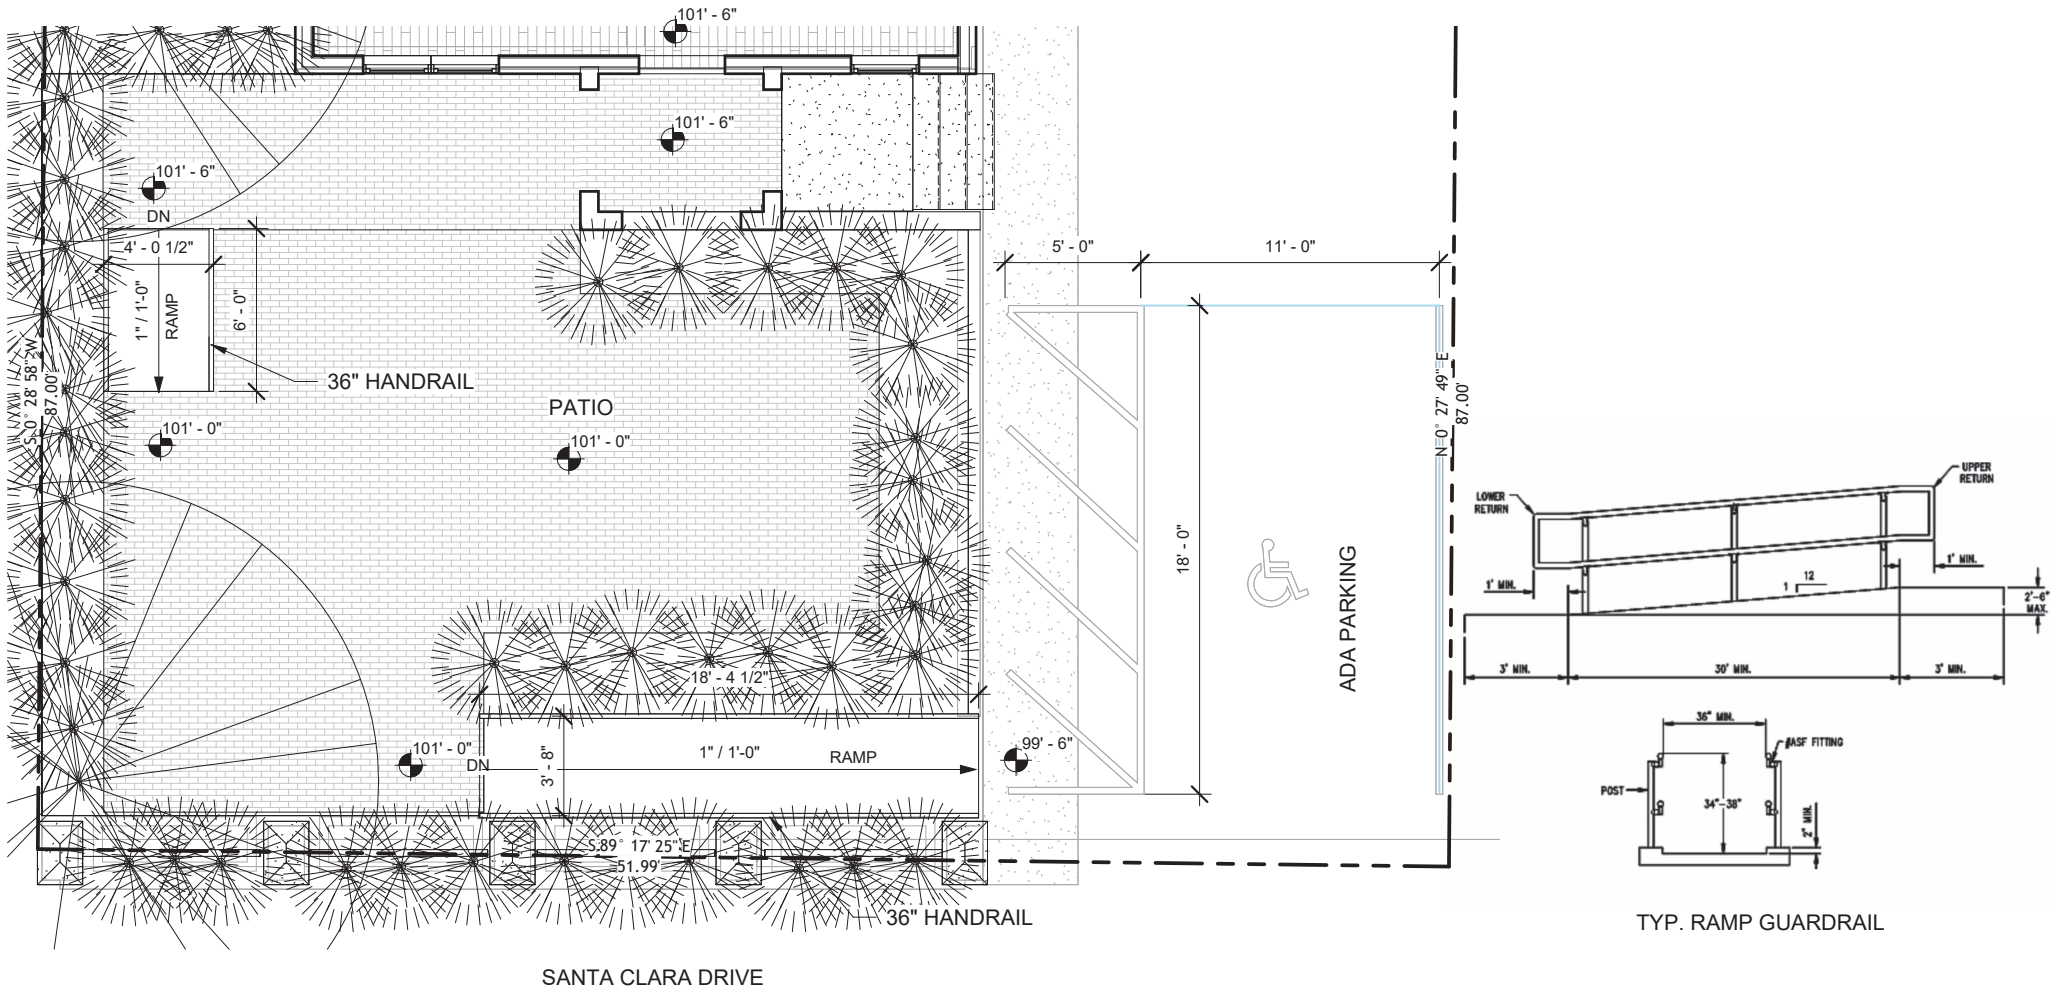 101' - 6"
101' - 6"
101' - 6"
DN
4' - 0 1/2"
1" / 1'-0"
RAMP
6' - 0"
36" HANDRAIL
S 0° 28' 58" W
87.00'
101' - 0"
PATIO
101' - 0"
5' - 0"
11' - 0"
18' - 0"
ADA PARKING
N 0° 27' 49" E
87.00'
18' - 4 1/2"
101' - 0"
DN
3' - 8"
1" / 1'-0"
RAMP
99' - 6"
S 89° 17' 25" E
51.99'
36" HANDRAIL
SANTA CLARA DRIVE
LOWER
RETURN
UPPER
RETURN
1' MIN.
1' MIN.
12
1
2'-6"
MAX.
3' MIN.
30' MIN.
3' MIN.
36" MIN.
#ASF FITTING
POST
34"-38"
2" MIN.
TYP. RAMP GUARDRAIL